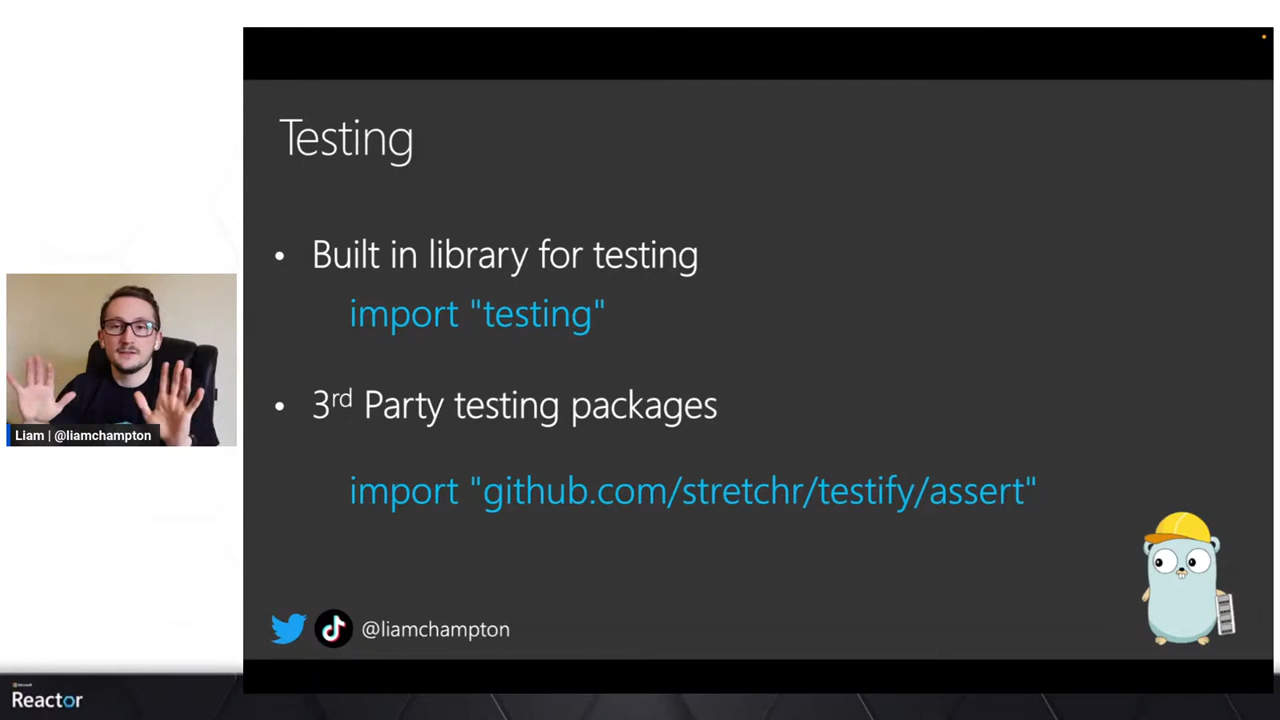 Testing
• Built in library for testing
import "testing"
• 3rd Party testing packages
import "github.com/stretchr/testify/assert"
@liamchampton
Liam | @liamchampton
Microsoft
Reactor